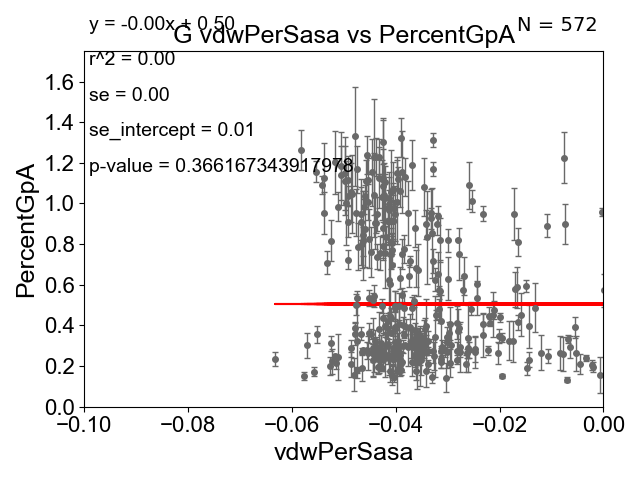 y = -0.00x + 0.50
N = 572
G vdwPerSasa vs PercentGpA
r^2 = 0.00
se = 0.00
se_intercept = 0.01
p-value = 0.366167343917978
PercentGpA
1.6
1.4
1.2
1.0
0.8
0.6
0.4
0.2
0.0
−0.10 −0.08 −0.06 −0.04 −0.02 0.00
vdwPerSasa